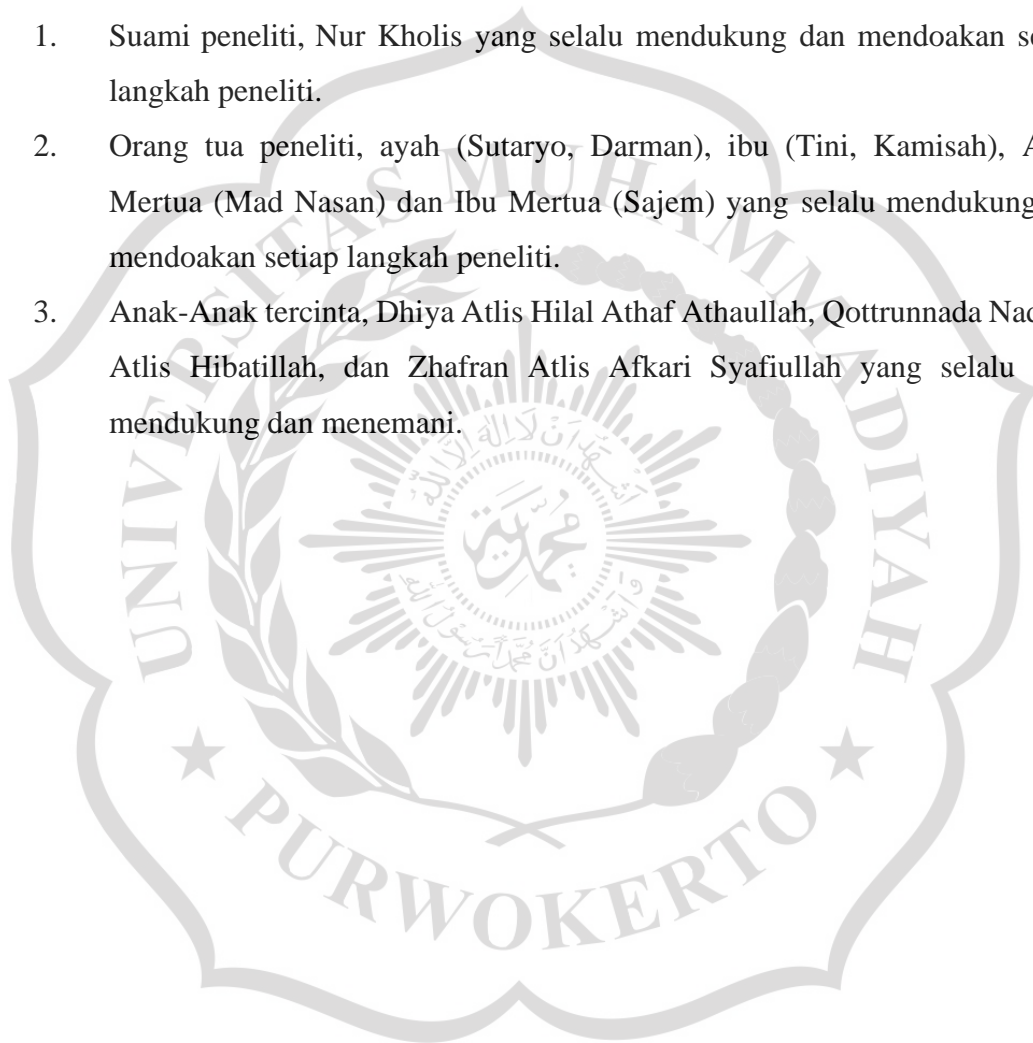 1. Suami peneliti, Nur Kholis yang selalu mendukung dan mendoakan
langkah peneliti.
2. Orang tua peneliti, ayah (Sutaryo, Darman), ibu (Tini, Kamisah),
Mertua (Mad Nasan) dan Ibu Mertua (Sajem) yang selalu mendukung
mendoakan setiap langkah peneliti.
3. Anak-Anak tercinta, Dhiya Atlis Hilal Athaf Athaullah, Qottrunnada
Atlis Hibatillah, dan Zhafran Atlis Afkari Syafiullah yang selalu
mendukung dan menemani.
UNIVERSITAS MUHAMMADIYAH
PURWOKERTO